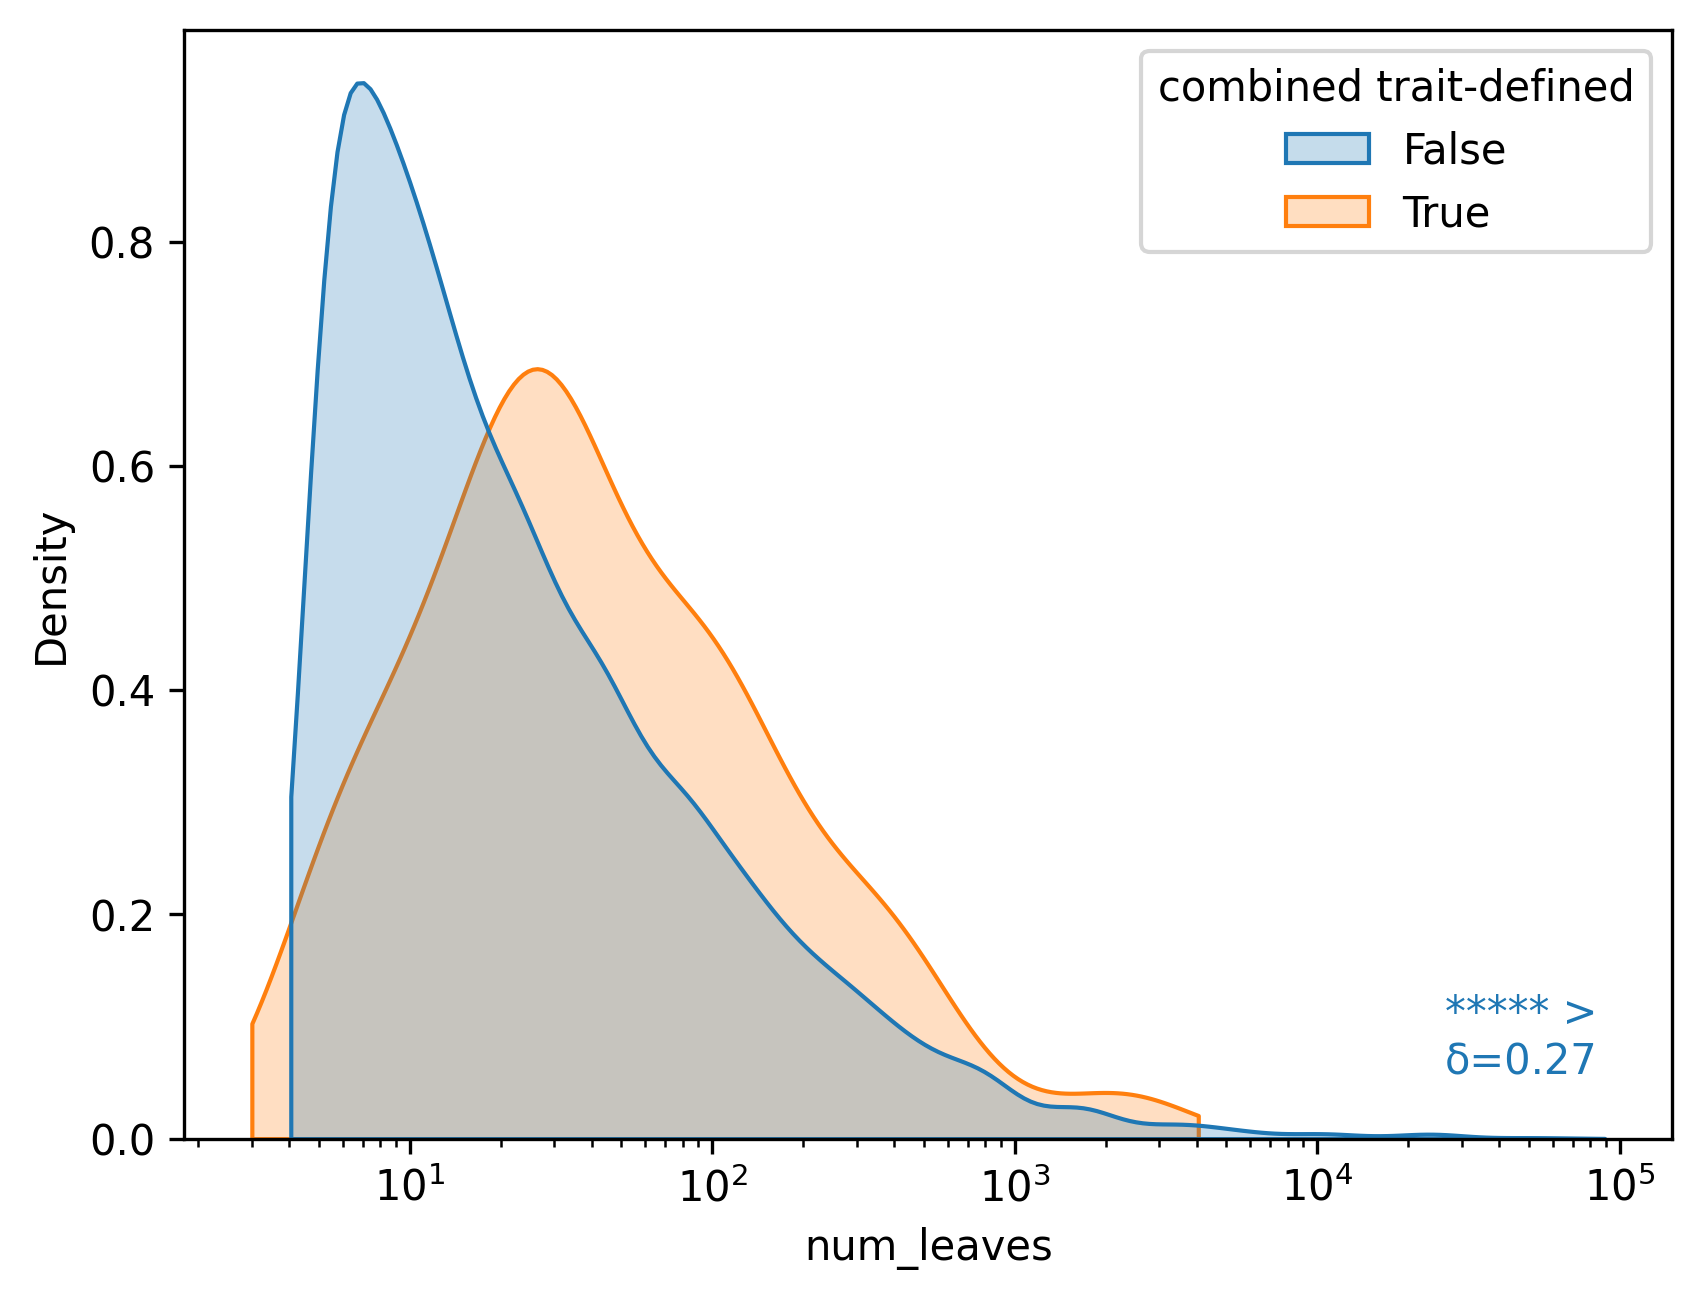 combined trait-defined
False
True
Density
0.8
0.6
0.4
0.2
0.0
***** >
δ=0.27
10¹ 10² 10³ 10⁴ 10⁵
num_leaves